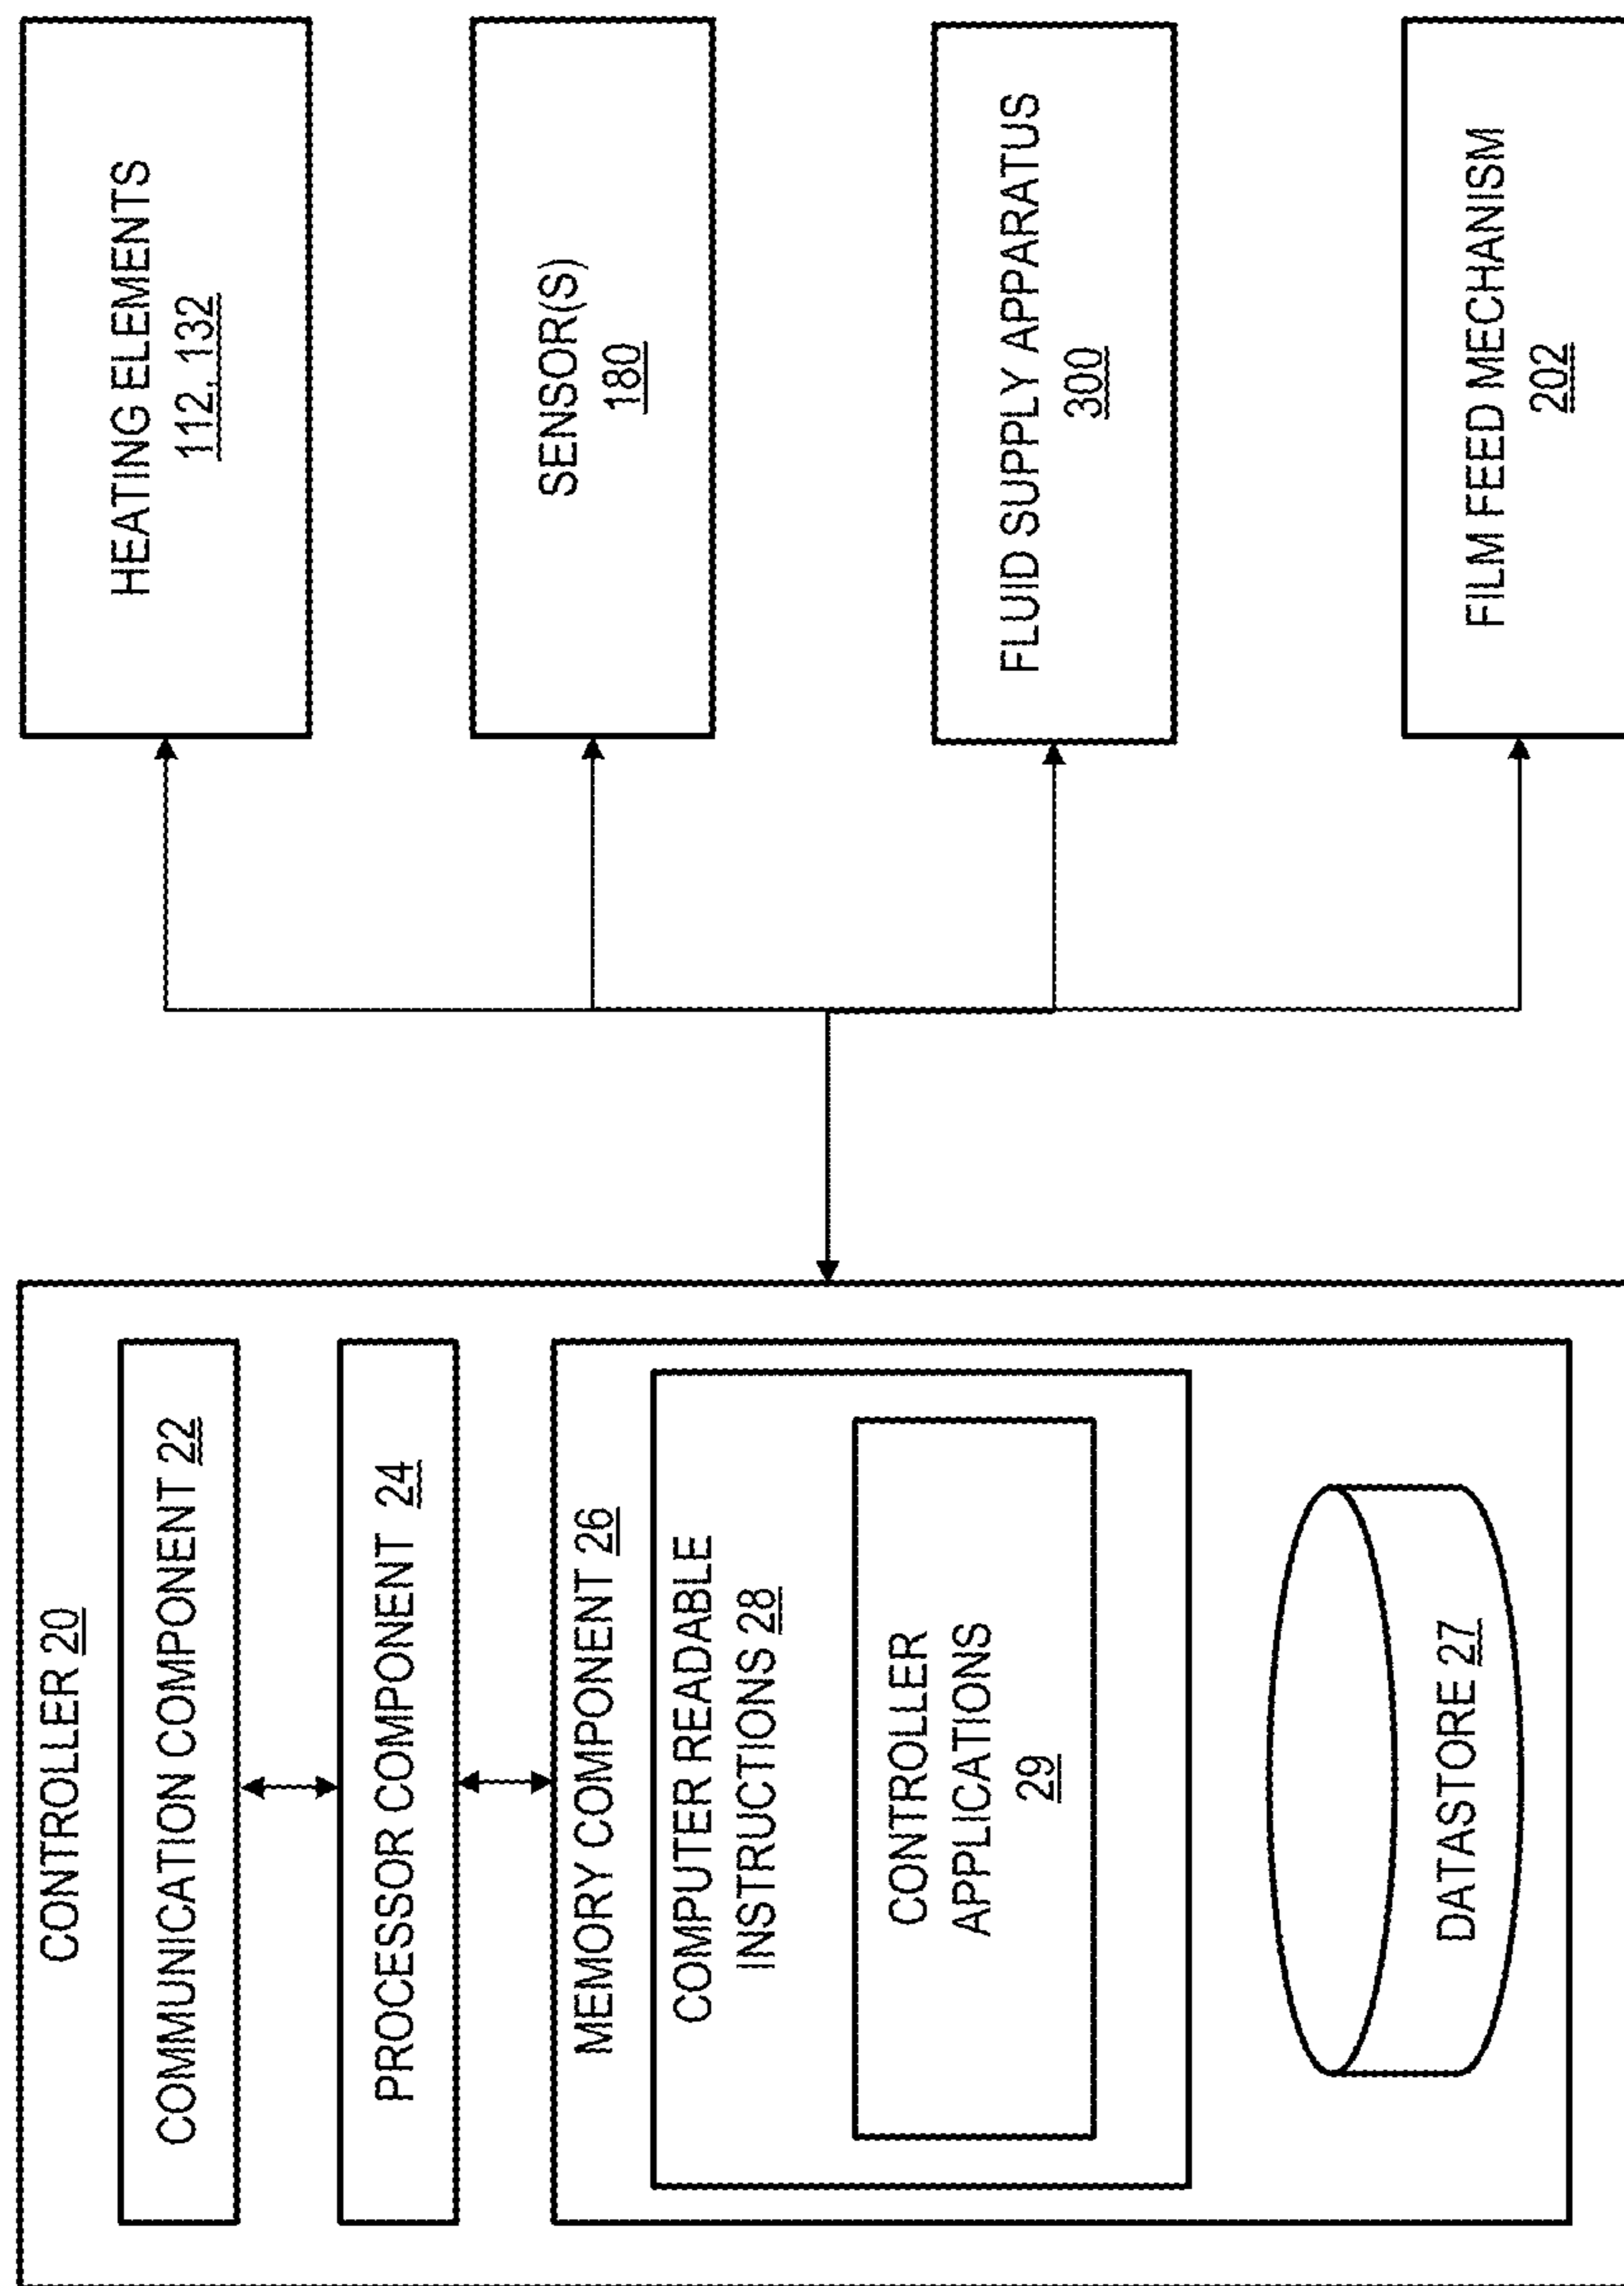 CONTROLLER 20
COMMUNICATION COMPONENT 22
PROCESSOR COMPONENT 24
MEMORY COMPONENT 26
COMPUTER READABLE
INSTRUCTIONS 28
CONTROLLER
APPLICATIONS
29
DATASTORE 27
HEATING ELEMENTS
112, 132
SENSOR(S)
180
FLUID SUPPLY APPARATUS
300
FILM FEED MECHANISM
202